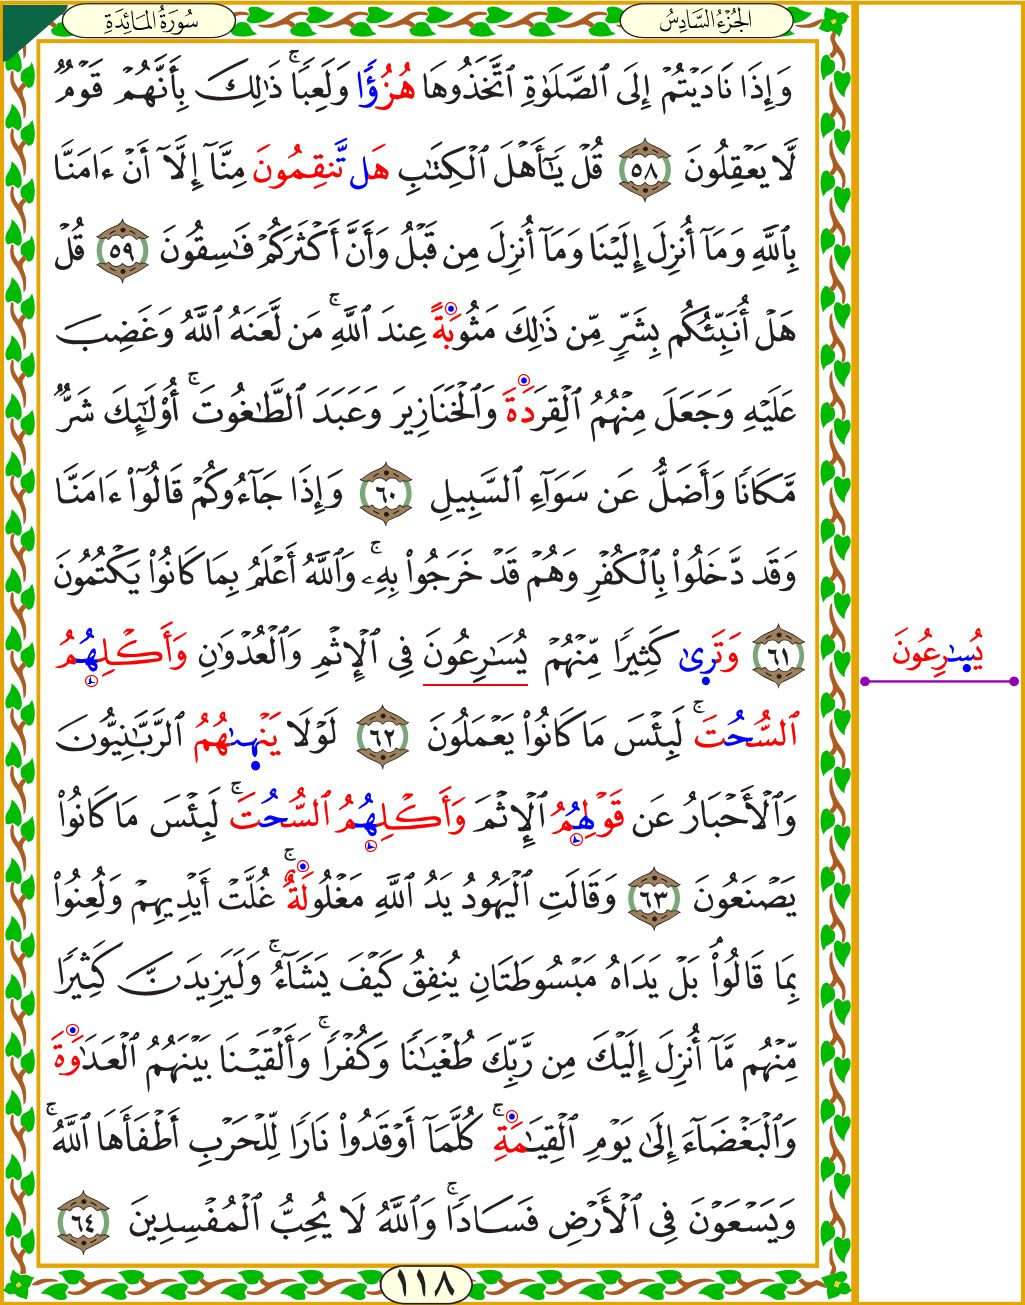 سُورَةُ المَائِدَةِ
الجُزْءُ السَّادِسُ
وَإِذَا نَادَيْتُمْ إِلَى ٱلصَّلَوٰةِ ٱتَّخَذُوهَا هُزُؤًا وَلَعِبًاۚ ذَٰلِكَ بِأَنَّهُمْ قَوْمٌ
لَّا يَعْقِلُونَ ٥٨ قُلْ يَـٰٓأَهْلَ ٱلْكِتَـٰبِ هَل تَّنقِمُونَ مِنَّآ إِلَّآ أَنْ ءَامَنَّا
بِٱللَّهِ وَمَآ أُنزِلَ إِلَيْنَا وَمَآ أُنزِلَ مِن قَبْلُ وَأَنَّ أَكْثَرَكُمْ فَـٰسِقُونَ ٥٩ قُلْ
هَلْ أُنَبِّئُكُم بِشَرٍّ مِّن ذَٰلِكَ مَثُوبَةً عِندَ ٱللَّهِۚ مَن لَّعَنَهُ ٱللَّهُ وَغَضِبَ
عَلَيْهِ وَجَعَلَ مِنْهُمُ ٱلْقِرَدَةَ وَٱلْخَنَازِيرَ وَعَبَدَ ٱلطَّـٰغُوتَۚ أُو۟لَـٰٓئِكَ شَرٌّ
مَّكَانًا وَأَضَلُّ عَن سَوَآءِ ٱلسَّبِيلِ ٦٠ وَإِذَا جَآءُوكُمْ قَالُوٓا۟ ءَامَنَّا
وَقَد دَّخَلُوا۟ بِٱلْكُفْرِ وَهُمْ قَدْ خَرَجُوا۟ بِهِۦۚ وَٱللَّهُ أَعْلَمُ بِمَا كَانُوا۟ يَكْتُمُونَ
٦١ وَتَرِىٰ كَثِيرًا مِّنْهُمْ يُسَـٰرِعُونَ فِى ٱلْإِثْمِ وَٱلْعُدْوَٰنِ وَأَكْلِهُمُ
يُسَـٰرِعُونَ
ٱلسُّحُتَۚ لَبِئْسَ مَا كَانُوا۟ يَعْمَلُونَ ٦٢ لَوْلَا يَنْهِىٰهُمُ ٱلرَّبَّـٰنِيُّونَ
وَٱلْأَحْبَارُ عَن قَوْلِهُمُ ٱلْإِثْمَ وَأَكْلِهُمُ ٱلسُّحُتَۚ لَبِئْسَ مَا كَانُوا۟
يَصْنَعُونَ ٦٣ وَقَالَتِ ٱلْيَهُودُ يَدُ ٱللَّهِ مَغْلُولَةٌۚ غُلَّتْ أَيْدِيهِمْ وَلُعِنُوا۟
بِمَا قَالُوا۟ۘ بَلْ يَدَاهُ مَبْسُوطَتَانِ يُنفِقُ كَيْفَ يَشَآءُۚ وَلَيَزِيدَنَّ كَثِيرًا
مِّنْهُم مَّآ أُنزِلَ إِلَيْكَ مِن رَّبِّكَ طُغْيَـٰنًا وَكُفْرًاۚ وَأَلْقَيْنَا بَيْنَهُمُ ٱلْعَدَٰوَةَ
وَٱلْبَغْضَآءَ إِلَىٰ يَوْمِ ٱلْقِيَـٰمَةِۚ كُلَّمَآ أَوْقَدُوا۟ نَارًا لِّلْحَرْبِ أَطْفَأَهَا ٱللَّهُۚ
وَيَسْعَوْنَ فِى ٱلْأَرْضِ فَسَادًاۚ وَٱللَّهُ لَا يُحِبُّ ٱلْمُفْسِدِينَ ٦٤
١١٨